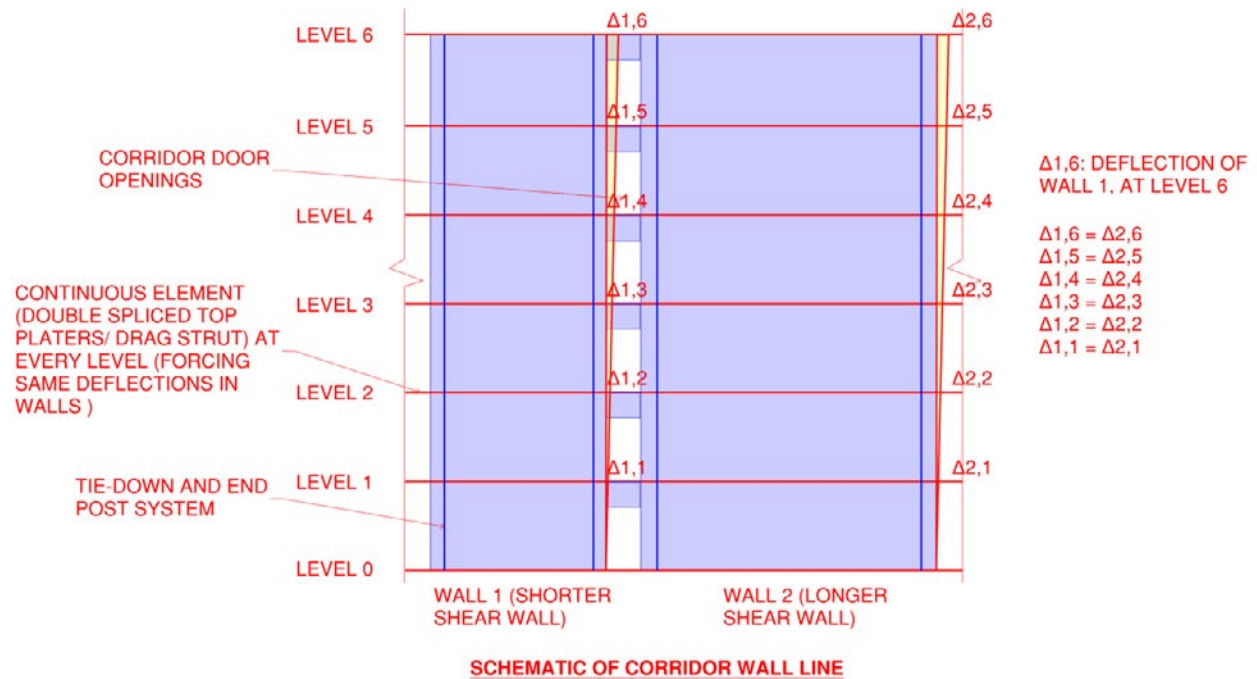 LEVEL 6
Δ1,6
Δ2,6
LEVEL 5
Δ1,5
Δ2,5
CORRIDOR DOOR
OPENINGS
LEVEL 4
Δ1,4
Δ2,4
Δ1,6: DEFLECTION OF
WALL 1, AT LEVEL 6
Δ1,6 = Δ2,6
Δ1,5 = Δ2,5
Δ1,4 = Δ2,4
Δ1,3 = Δ2,3
Δ1,2 = Δ2,2
Δ1,1 = Δ2,1
CONTINUOUS ELEMENT
(DOUBLE SPLICED TOP
PLATERS/ DRAG STRUT) AT
EVERY LEVEL (FORCING
SAME DEFLECTIONS IN
WALLS )
LEVEL 3
Δ1,3
Δ2,3
LEVEL 2
Δ1,2
Δ2,2
TIE-DOWN AND END
POST SYSTEM
LEVEL 1
Δ1,1
Δ2,1
LEVEL 0
WALL 1 (SHORTER
SHEAR WALL)
WALL 2 (LONGER
SHEAR WALL)
SCHEMATIC OF CORRIDOR WALL LINE